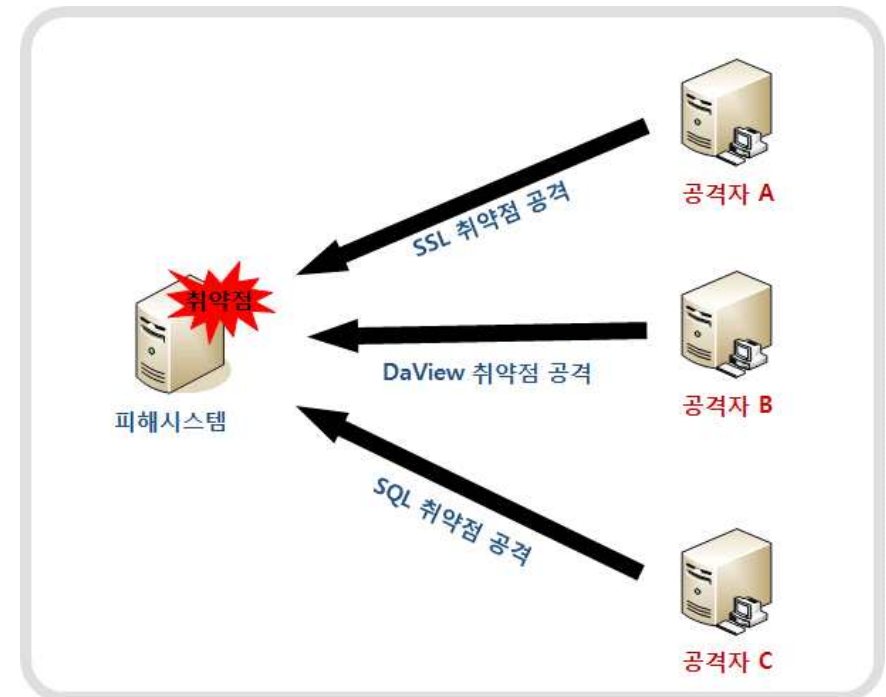 공격자 A
SSL 취약점 공격
취약점
DaView 취약점 공격
공격자 B
피해시스템
SQL 취약점 공격
공격자 C